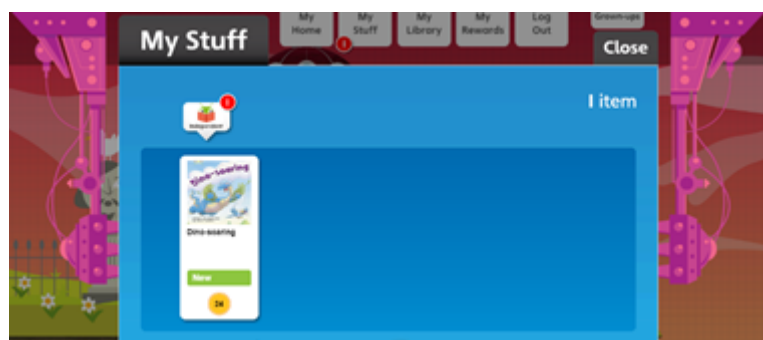 My Home
My Stuff
My Library
My Rewards
Log Out
Grown-ups
My Stuff
1
Close
1 item
Dino-soaring
Dino-soaring
New